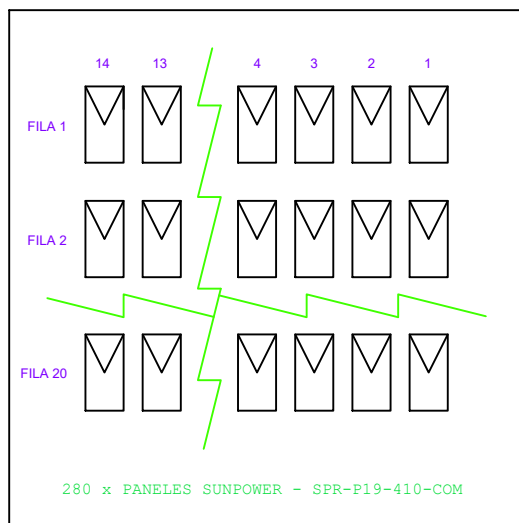 14 13 4 3 2 1
FILA 1
FILA 2
FILA 20
280 x PANELES SUNPOWER - SPR-P19-410-COM